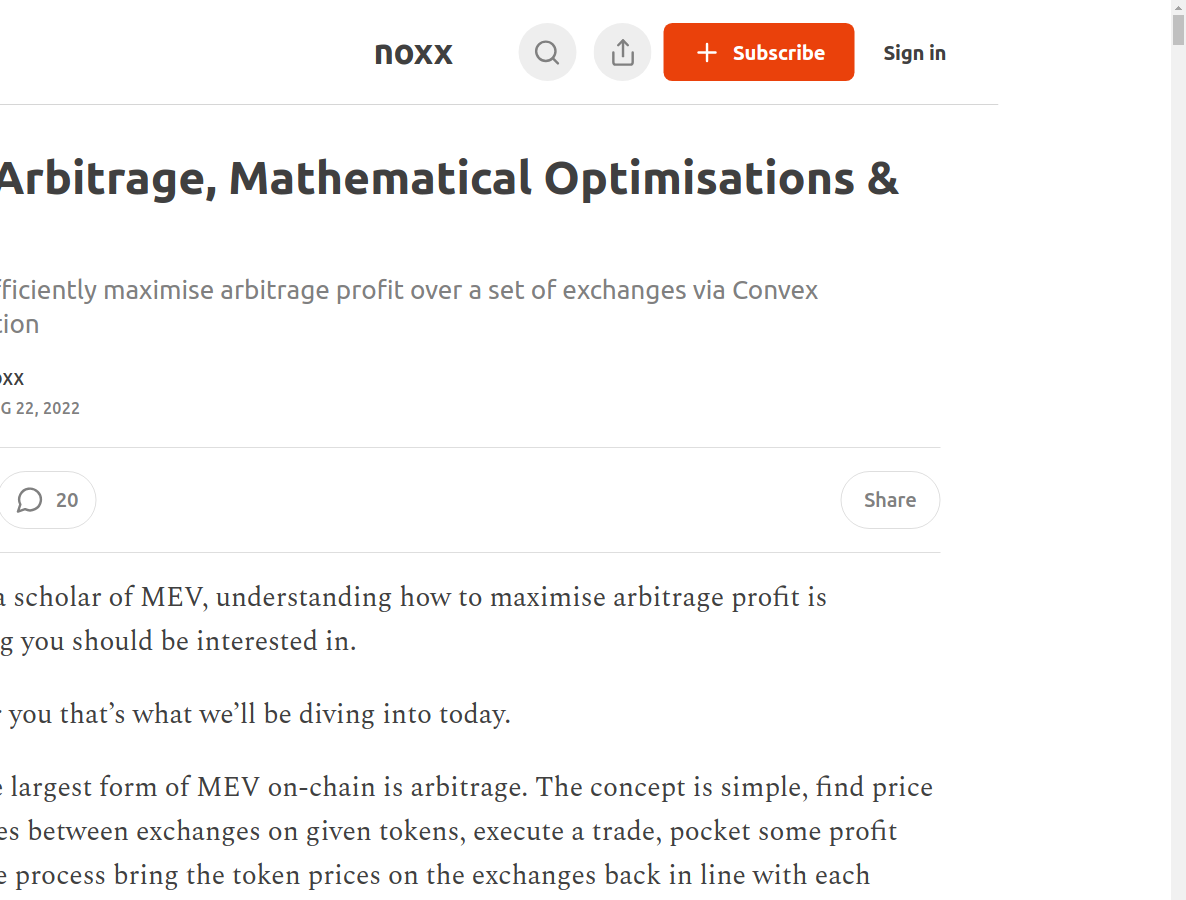 noxx
Subscribe
Sign in
Arbitrage, Mathematical Optimisations &
maximise arbitrage profit over a set of exchanges via Convex
G 22, 2022
20
Share
a scholar of MEV, understanding how to maximise arbitrage profit is
g you should be interested in.
you that’s what we’ll be diving into today.
largest form of MEV on-chain is arbitrage. The concept is simple, find price
es between exchanges on given tokens, execute a trade, pocket some profit
e process bring the token prices on the exchanges back in line with each